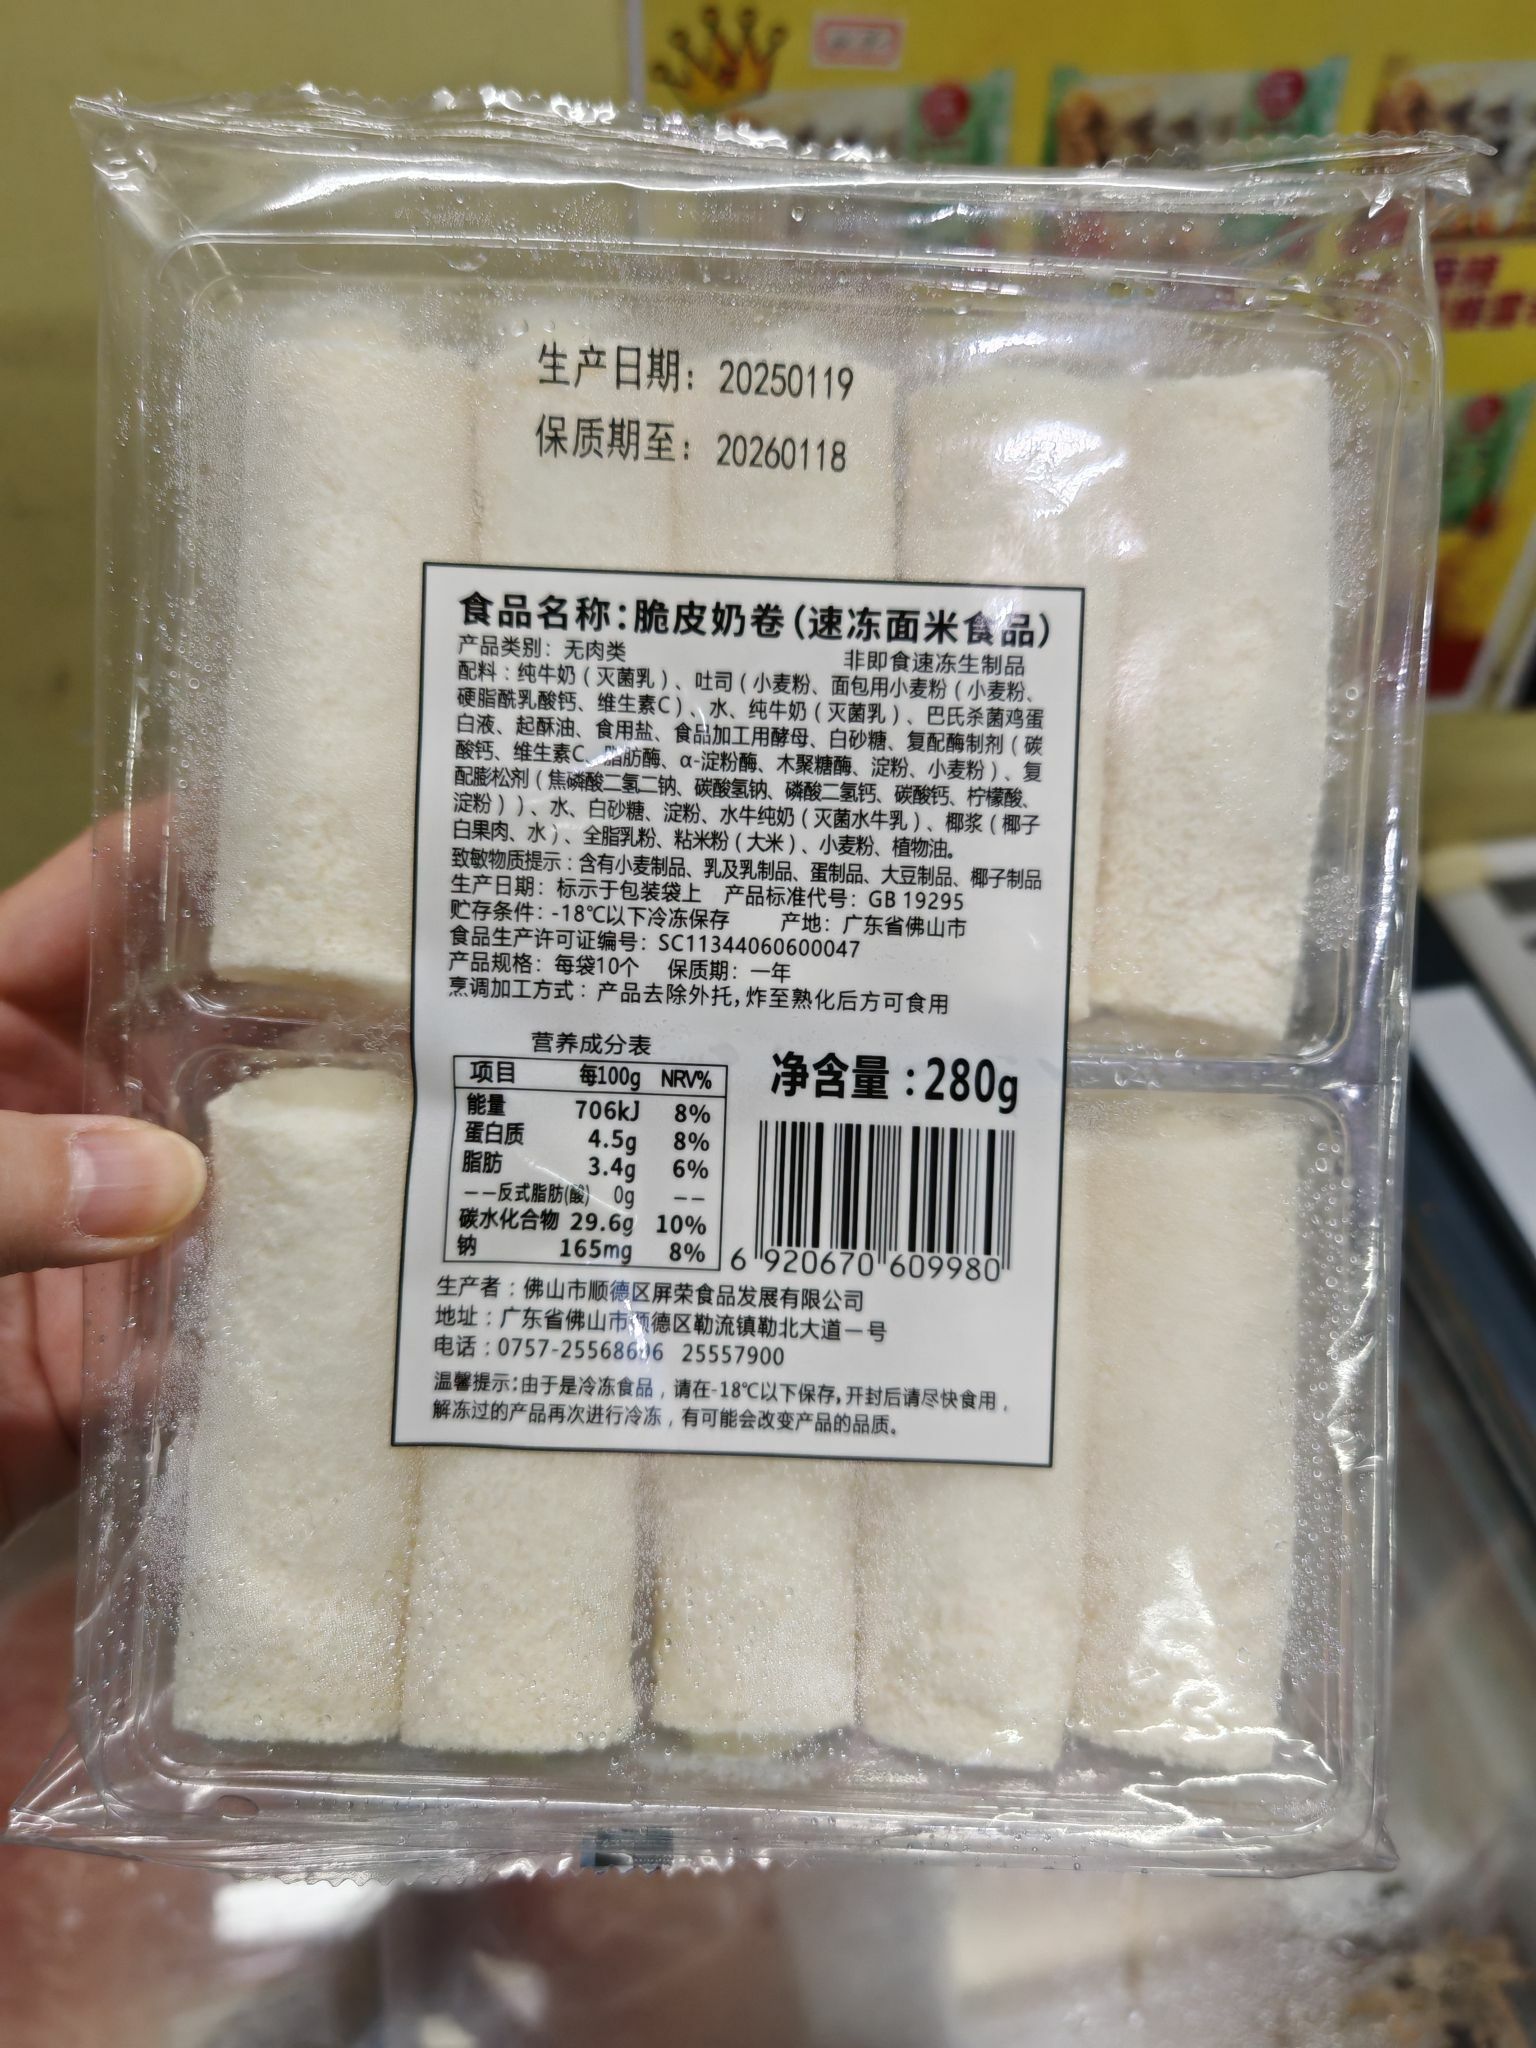 生产日期：20250119
保质期至：20260118
食品名称：脆皮奶卷（速冻面米食品）
产品类别：无肉类 非即食速冻生制品
配料：纯牛奶（灭菌乳）、吐司（小麦粉、面包用小麦粉（小麦粉、
硬脂酰乳酸钙、维生素C）、水、纯牛奶（灭菌乳）、巴氏杀菌鸡蛋
白液、起酥油、食用盐、食品加工用酵母、白砂糖、复配酶制剂（碳
酸钙、维生素C、脂肪酶、α-淀粉酶、木聚糖酶、淀粉、小麦粉）、复
配膨松剂（焦磷酸二氢二钠、碳酸氢钠、磷酸二氢钙、碳酸钙、柠檬酸、
淀粉））、水、白砂糖、淀粉、水牛纯奶（灭菌水牛乳）、椰浆（椰子
白果肉、水）、全脂乳粉、粘米粉（大米）、小麦粉、植物油。
致敏物质提示：含有小麦制品、乳及乳制品、蛋制品、大豆制品、椰子制品
生产日期：标示于包装袋上 产品标准代号：GB 19295
贮存条件：-18℃以下冷冻保存 产地：广东省佛山市
食品生产许可证编号：SC11344060600047
产品规格：每袋10个 保质期：一年
烹调加工方式：产品去除外托，炸至熟化后方可食用
营养成分表
项目 每100g NRV%
能量 706kJ 8%
蛋白质 4.5g 8%
脂肪 3.4g 6%
——反式脂肪(酸) 0g ——
碳水化合物 29.6g 10%
钠 165mg 8%
净含量：280g
6 920670 609980
生产者：佛山市顺德区屏荣食品发展有限公司
地址：广东省佛山市顺德区勒流镇勒北大道一号
电话：0757-25568606 25557900
温馨提示：由于是冷冻食品，请在-18℃以下保存，开封后请尽快食用，
解冻过的产品再次进行冷冻，有可能会改变产品的品质。